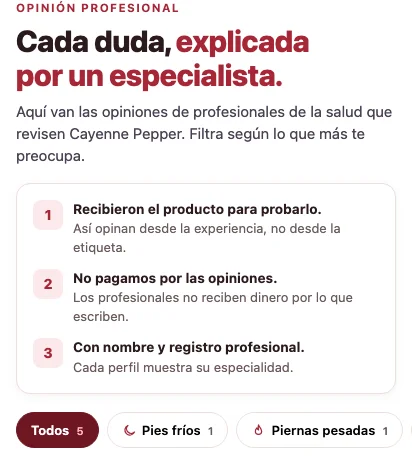 OPINIÓN PROFESIONAL
Cada duda, explicada
por un especialista.
Aquí van las opiniones de profesionales de la salud que
revisen Cayenne Pepper. Filtra según lo que más te
preocupa.
1 Recibieron el producto para probarlo.
Así opinan desde la experiencia, no desde la
etiqueta.
2 No pagamos por las opiniones.
Los profesionales no reciben dinero por lo que
escriben.
3 Con nombre y registro profesional.
Cada perfil muestra su especialidad.
Todos 5 Pies fríos 1 Piernas pesadas 1